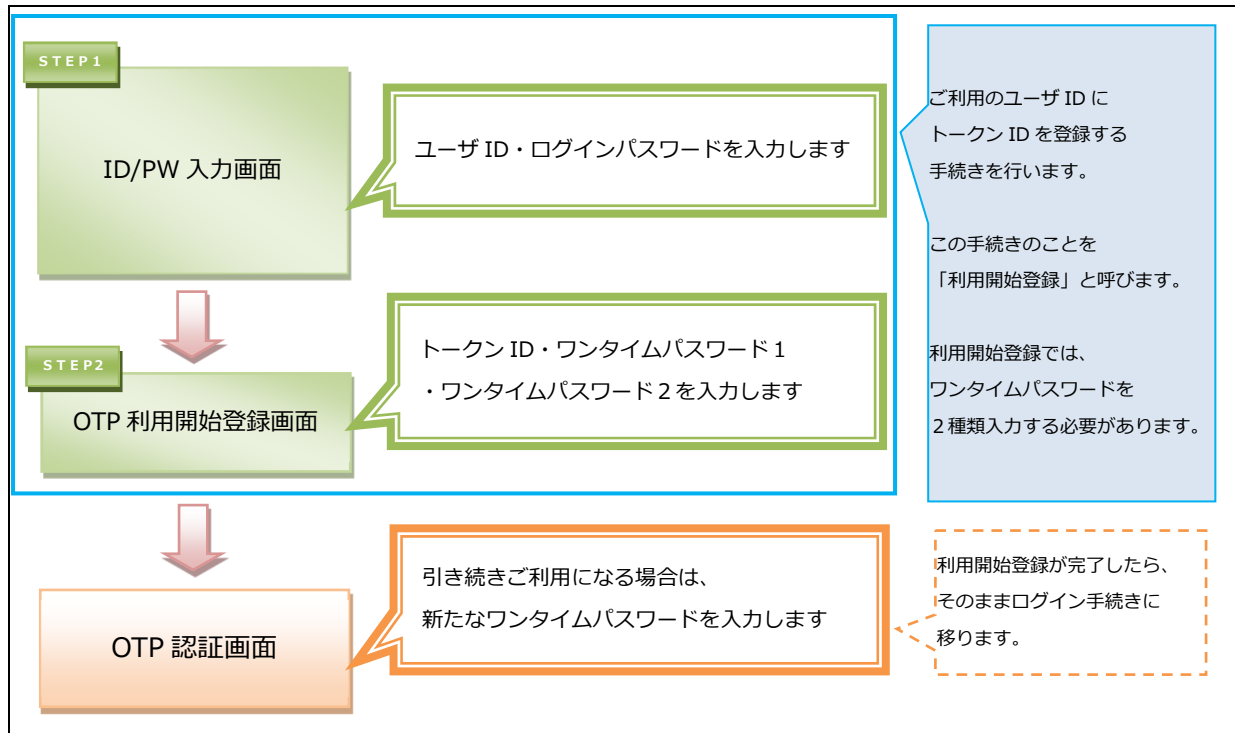 STEP1
ID/PW 入力画面
ユーザ ID・ログインパスワードを入力します
ご利用のユーザ ID に
トークン ID を登録する
手続きを行います。
この手続きのことを
「利用開始登録」と呼びます。
利用開始登録では、
ワンタイムパスワードを
２種類入力する必要があります。
STEP2
OTP 利用開始登録画面
トークン ID・ワンタイムパスワード１
・ワンタイムパスワード２を入力します
OTP 認証画面
引き続きご利用になる場合は、
新たなワンタイムパスワードを入力します
利用開始登録が完了したら、
そのままログイン手続きに
移ります。